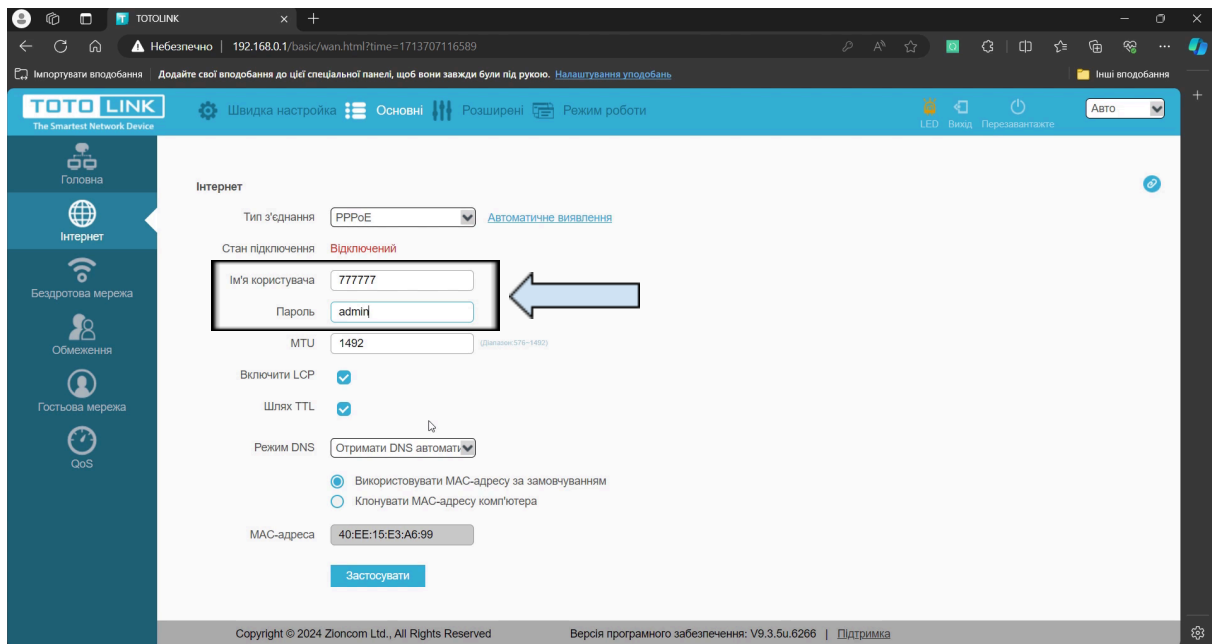 TOTOLINK
Небезпечно | 192.168.0.1/basic/wan.html?time=1713707116589
Імпортувати вподобання | Додайте свої вподобання до цієї спеціальної панелі, щоб вони завжди були під рукою. Налаштування уподобань
Інші вподобання
TOTO LINK
The Smartest Network Device
Швидка настройка Основні Розширені Режим роботи
LED Вихід Перезавантажте
Авто
Головна
Інтернет
Бездротова мережа
Обмеження
Гостьова мережа
QoS
Інтернет
Тип з'єднання PPPoE Автоматичне виявлення
Стан підключення Відключений
Ім'я користувача 777777
Пароль admin
MTU 1492 (Діапазон:576~1492)
Включити LCP
Шлях TTL
Режим DNS Отримати DNS автомати
Використовувати MAC-адресу за замовчуванням
Клонувати MAC-адресу комп'ютера
MAC-адреса 40:EE:15:E3:A6:99
Застосувати
Copyright © 2024 Zioncom Ltd., All Rights Reserved Версія програмного забезпечення: V9.3.5u.6266 | Підтримка